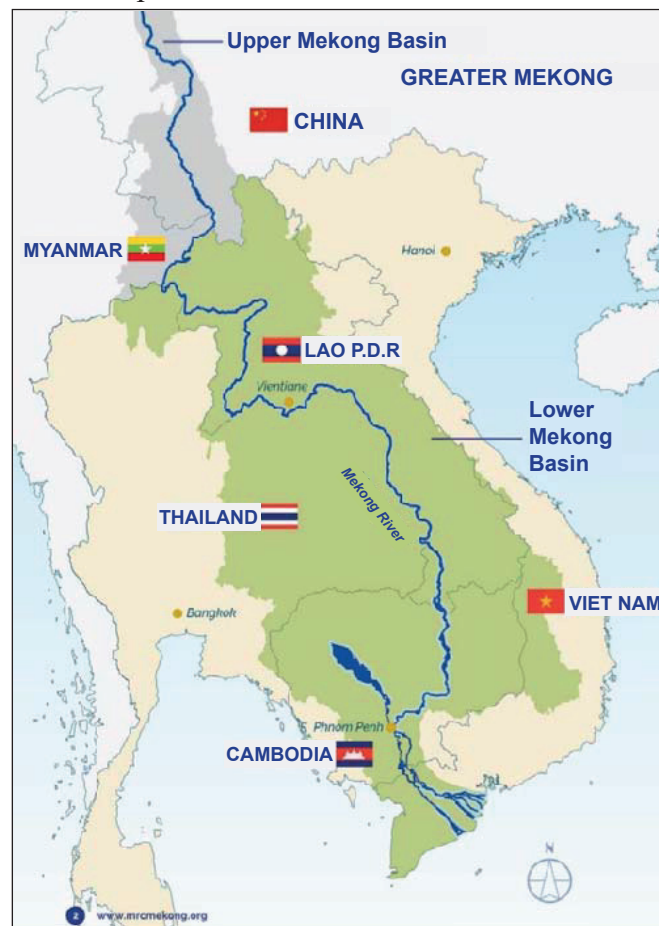 Upper Mekong Basin
GREATER MEKONG
CHINA
MYANMAR
Hanoi
LAO P.D.R
Vientiane
Lower
Mekong
Basin
Mekong River
THAILAND
VIET NAM
Bangkok
Phnom Penh
CAMBODIA
N
2 www.mrcmekong.org